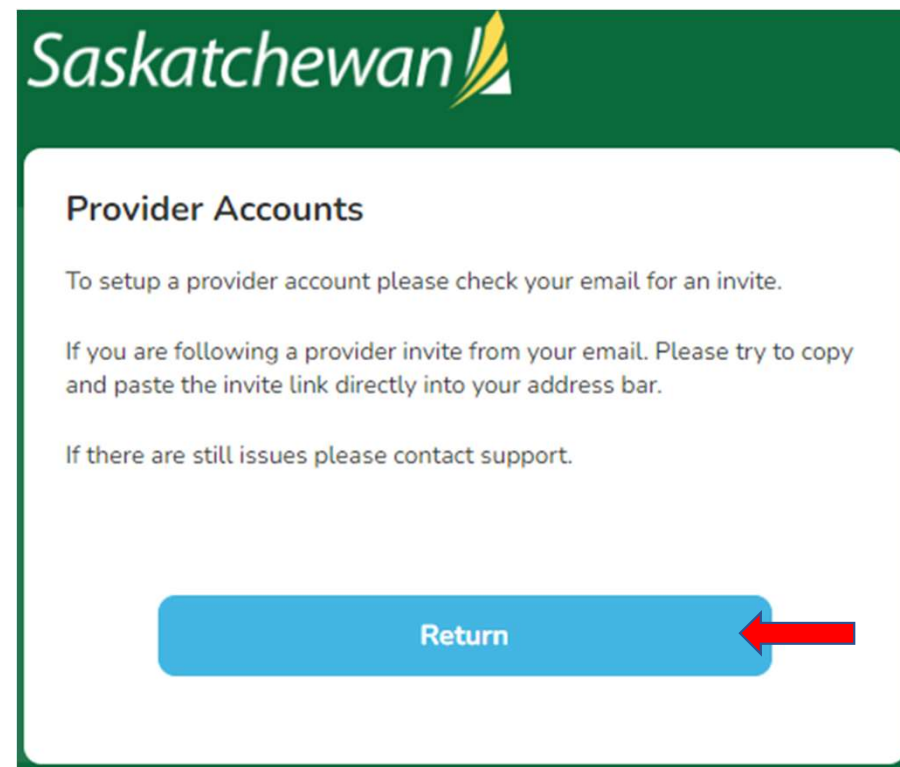 Saskatchewan
Provider Accounts
To setup a provider account please check your email for an invite.
If you are following a provider invite from your email. Please try to copy
and paste the invite link directly into your address bar.
If there are still issues please contact support.
Return